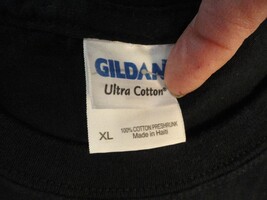 GILDAN
Ultra Cotton®
XL
100% COTTON PRESHRUNK
Made in Haiti